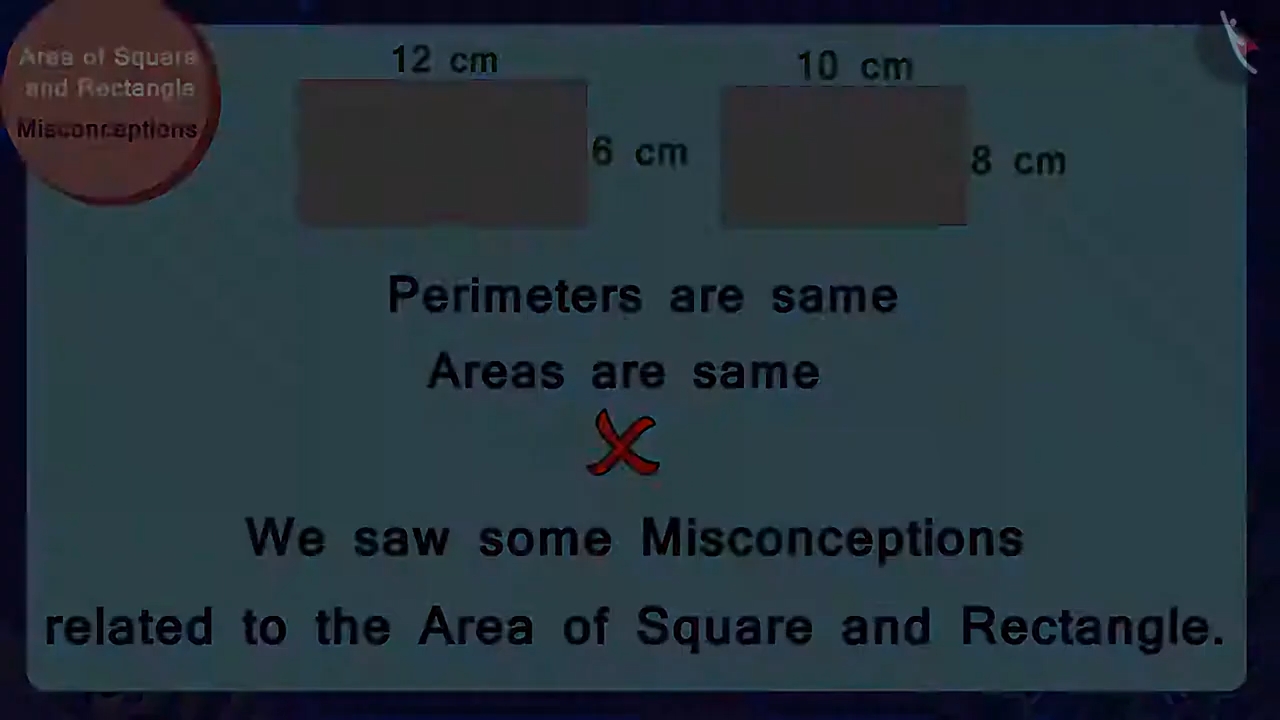 Area of Square
and Rectangle
Misconceptions
12 cm
10 cm
6 cm
8 cm
Perimeters are same
Areas are same
We saw some Misconceptions
related to the Area of Square and Rectangle.